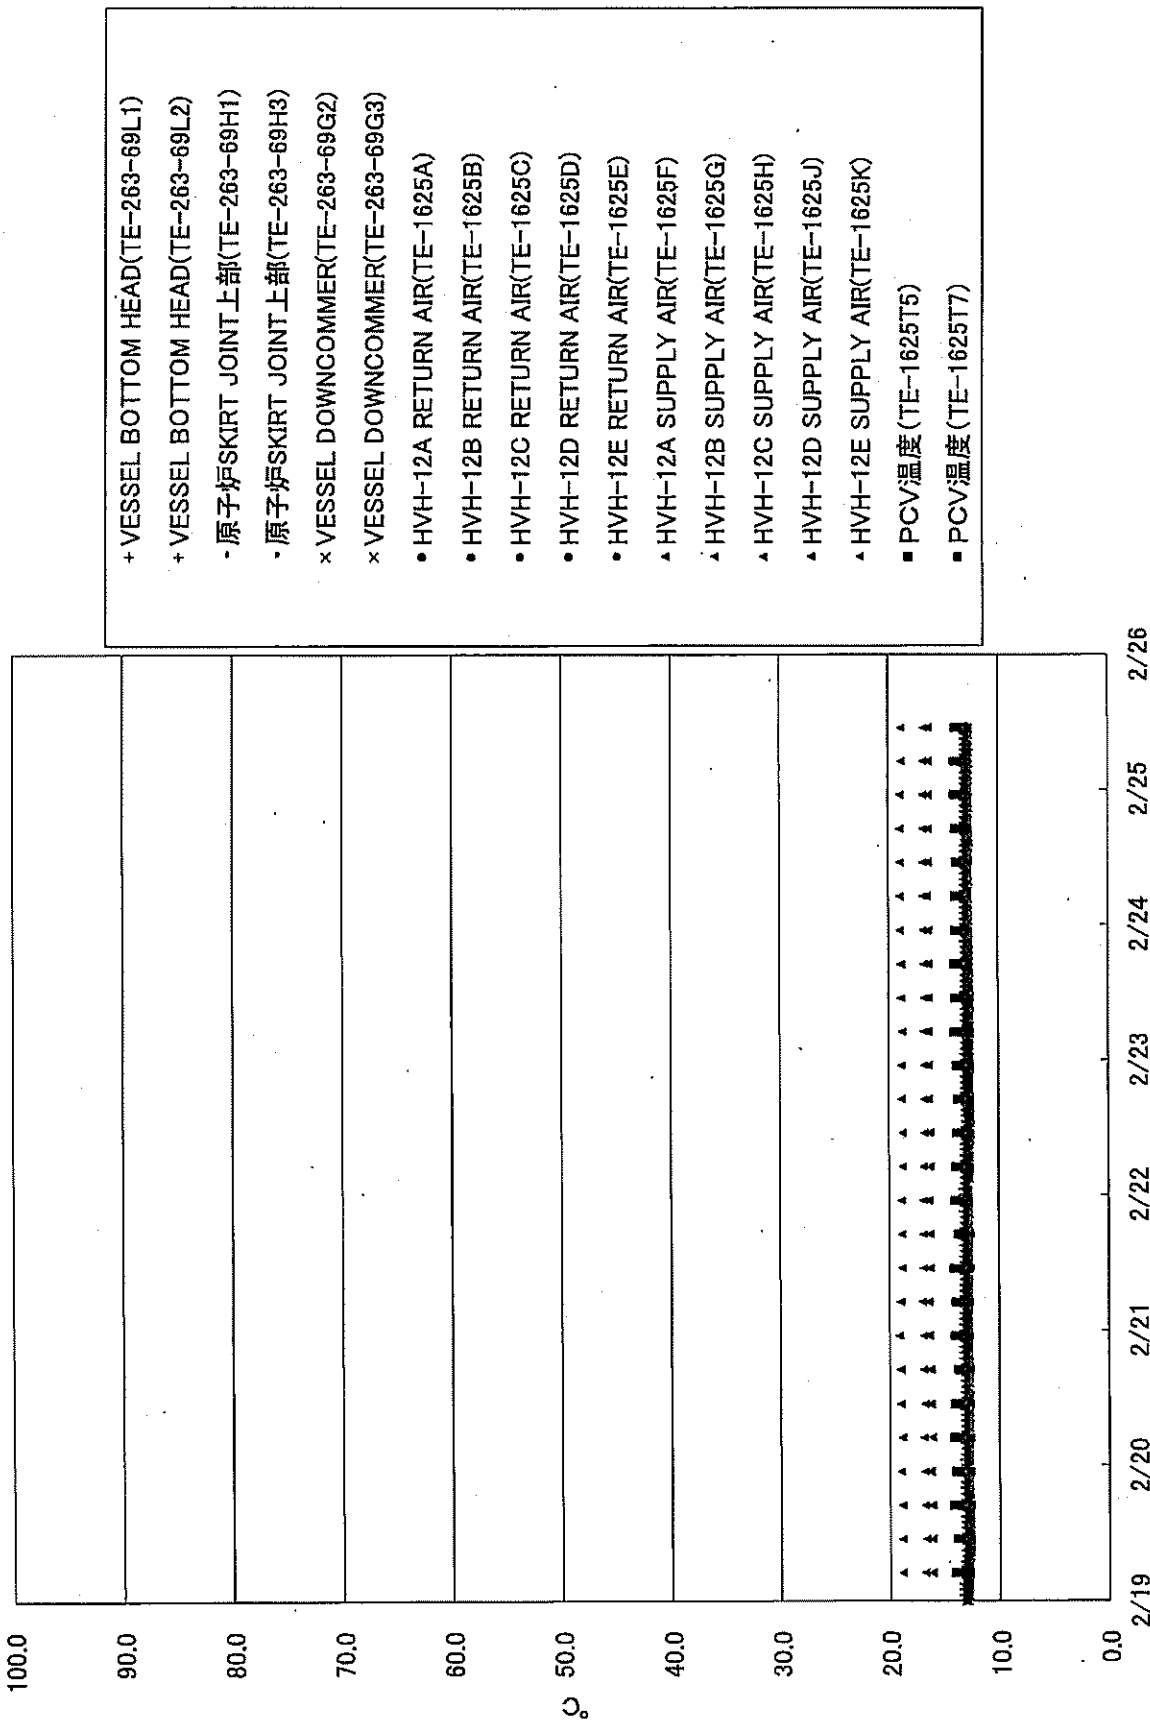 100.0
90.0
80.0
70.0
60.0
50.0
40.0
30.0
20.0
10.0
0.0
℃
2/19 2/20 2/21 2/22 2/23 2/24 2/25 2/26
+ VESSEL BOTTOM HEAD(TE-263-69L1)
+ VESSEL BOTTOM HEAD(TE-263-69L2)
- 原子炉SKIRT JOINT上部(TE-263-69H1)
- 原子炉SKIRT JOINT上部(TE-263-69H3)
× VESSEL DOWNCOMMER(TE-263-69G2)
× VESSEL DOWNCOMMER(TE-263-69G3)
● HVH-12A RETURN AIR(TE-1625A)
● HVH-12B RETURN AIR(TE-1625B)
● HVH-12C RETURN AIR(TE-1625C)
● HVH-12D RETURN AIR(TE-1625D)
● HVH-12E RETURN AIR(TE-1625E)
▲ HVH-12A SUPPLY AIR(TE-1625F)
▲ HVH-12B SUPPLY AIR(TE-1625G)
▲ HVH-12C SUPPLY AIR(TE-1625H)
▲ HVH-12D SUPPLY AIR(TE-1625J)
▲ HVH-12E SUPPLY AIR(TE-1625K)
■ PCV温度(TE-1625T5)
■ PCV温度(TE-1625T7)